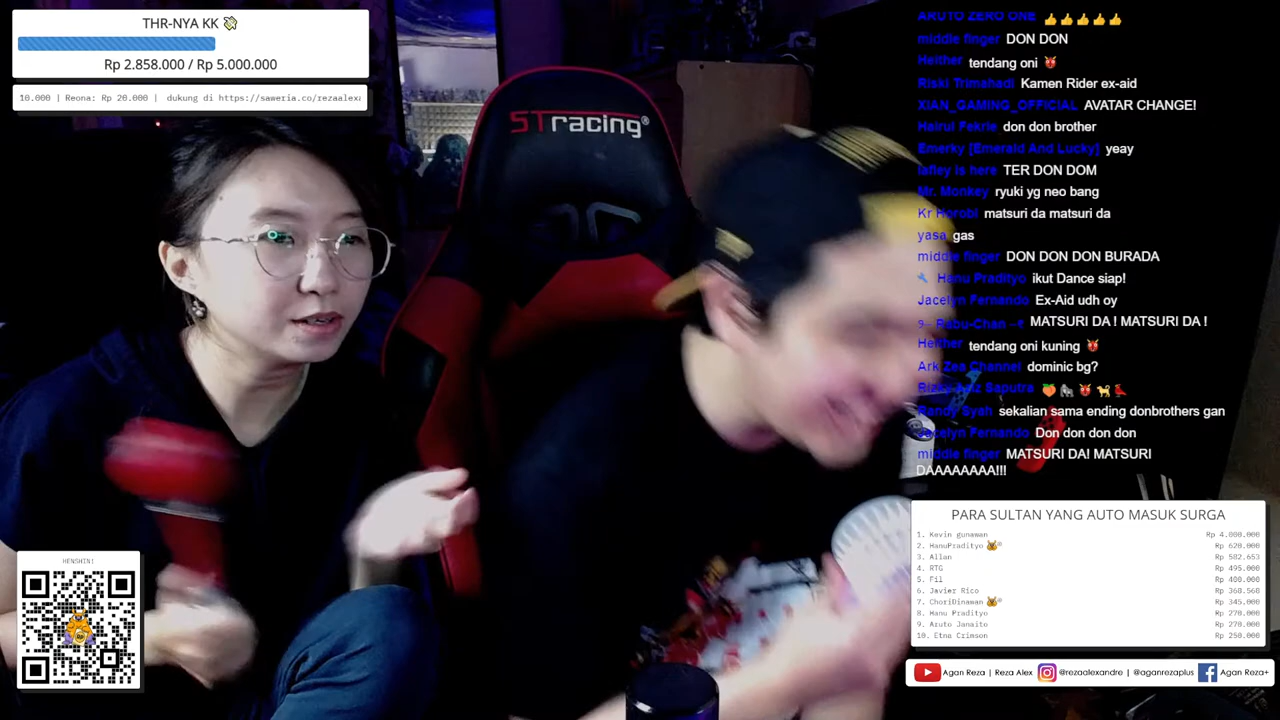 THR-NYA KK
Rp 2.858.000 / Rp 5.000.000
10.000 | Reona: Rp 20.000 | dukung di https://saweria.co/rezaalex
STracing®
ARUTO ZERO ONE 👍👍👍👍👍
middle finger DON DON
Heither tendang oni 👹
Riski Trimahadi Kamen Rider ex-aid
XIAN_GAMING_OFFICIAL AVATAR CHANGE!
Hairul Fekrie don don brother
Emerky [Emerald And Lucky] yeay
lafley is here TER DON DOM
Mr. Monkey ryuki yg neo bang
Kr Horobi matsuri da matsuri da
yasa gas
middle finger DON DON DON BURADA
Hanu Pradityo ikut Dance siap!
Jacelyn Fernando Ex-Aid udh oy
Rabu-Chan MATSURI DA ! MATSURI DA !
Heither tendang oni kuning 👹
Ark Zea Channel dominic bg?
Rizky Aziz Saputra 🍑🦍👹🐕🐦
Randy Syah sekalian sama ending donbrothers gan
Jacelyn Fernando Don don don don
middle finger MATSURI DA! MATSURI
DAAAAAAAA!!!
HENSHIN!
PARA SULTAN YANG AUTO MASUK SURGA
1. Kevin gunawan Rp 4.000.000
2. HanuPradityo Rp 620.000
3. Allan Rp 582.653
4. RTG Rp 495.000
5. Fil Rp 400.000
6. Javier Rico Rp 368.568
7. ChoriDinawan Rp 345.000
8. Hanu Pradityo Rp 270.000
9. Aruto Janaito Rp 270.000
10. Etna Crimson Rp 250.000
Agan Reza | Reza Alex @rezaalexandre | @aganrezaplus Agan Reza+